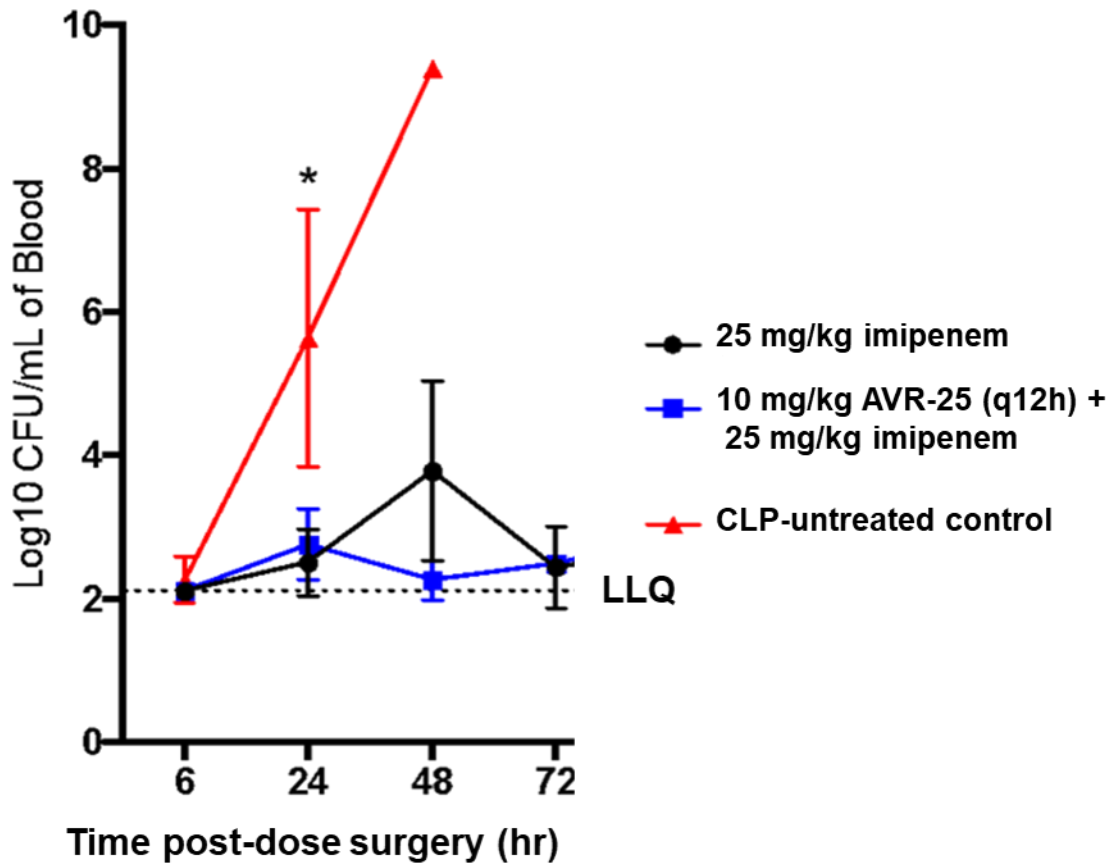 Log10 CFU/mL of Blood
10
8
6
4
2
0
*
6 24 48 72
Time post-dose surgery (hr)
25 mg/kg imipenem
10 mg/kg AVR-25 (q12h) +
25 mg/kg imipenem
CLP-untreated control
LLQ